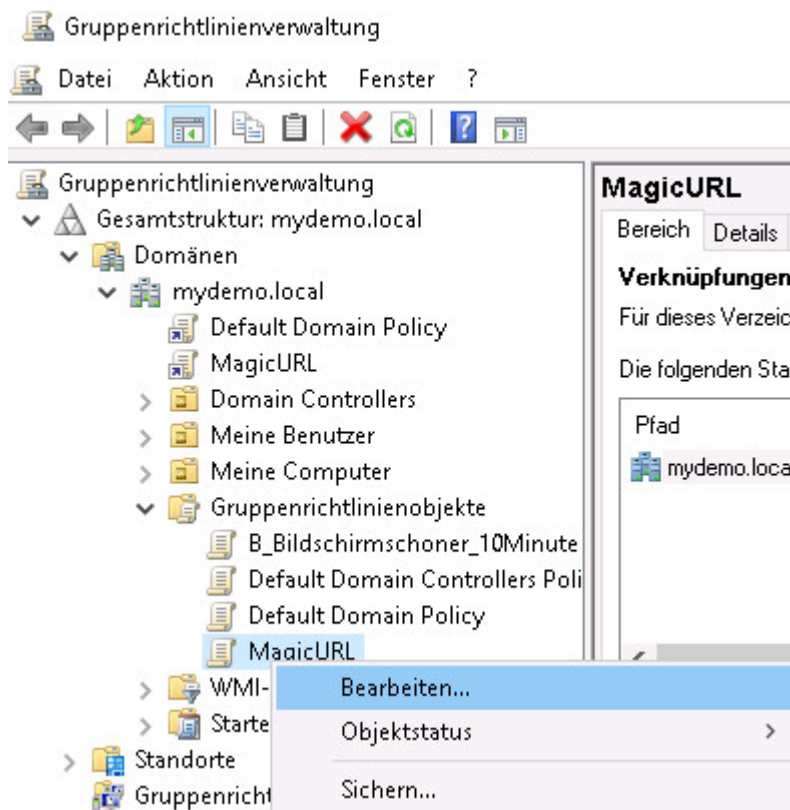 Gruppenrichtlinienverwaltung
Datei Aktion Ansicht Fenster ?
Gruppenrichtlinienverwaltung
Gesamtstruktur: mydemo.local
Domänen
mydemo.local
Default Domain Policy
MagicURL
Domain Controllers
Meine Benutzer
Meine Computer
Gruppenrichtlinienobjekte
B_Bildschirmschoner_10Minute
Default Domain Controllers Poli
Default Domain Policy
MagicURL
WMI-
Starte
Standorte
Gruppenricht
MagicURL
Bereich Details
Verknüpfungen
Für dieses Verzeic
Die folgenden Sta
Pfad
mydemo.loca
Bearbeiten...
Objektstatus
Sichern...